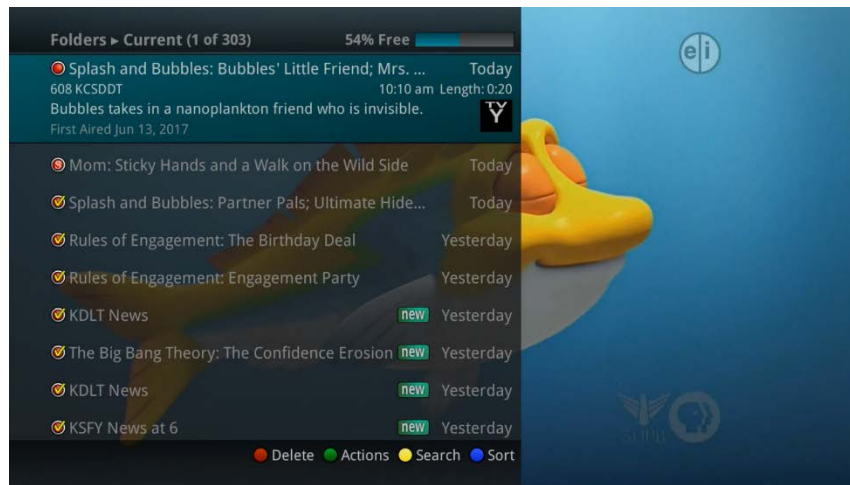 Folders ▸ Current (1 of 303) 54% Free
Splash and Bubbles: Bubbles' Little Friend; Mrs. ... Today
608 KCSDDT 10:10 am Length: 0:20
Bubbles takes in a nanoplankton friend who is invisible. TV Y
First Aired Jun 13, 2017
Mom: Sticky Hands and a Walk on the Wild Side Today
Splash and Bubbles: Partner Pals; Ultimate Hide... Today
Rules of Engagement: The Birthday Deal Yesterday
Rules of Engagement: Engagement Party Yesterday
KDLT News new Yesterday
The Big Bang Theory: The Confidence Erosion new Yesterday
KDLT News new Yesterday
KSFY News at 6 new Yesterday
Delete Actions Search Sort
e i